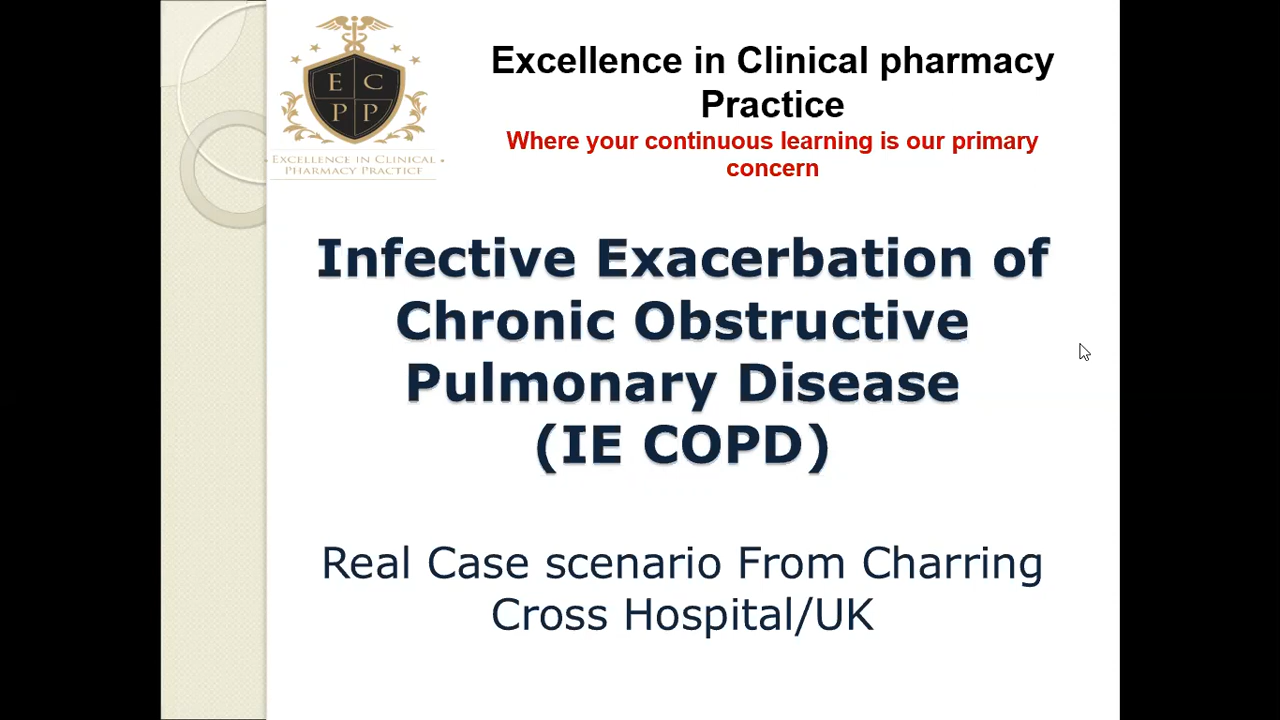 E C
P P
EXCELLENCE IN CLINICAL
PHARMACY PRACTICE
Excellence in Clinical pharmacy
Practice
Where your continuous learning is our primary
concern
Infective Exacerbation of
Chronic Obstructive
Pulmonary Disease
(IE COPD)
Real Case scenario From Charring
Cross Hospital/UK